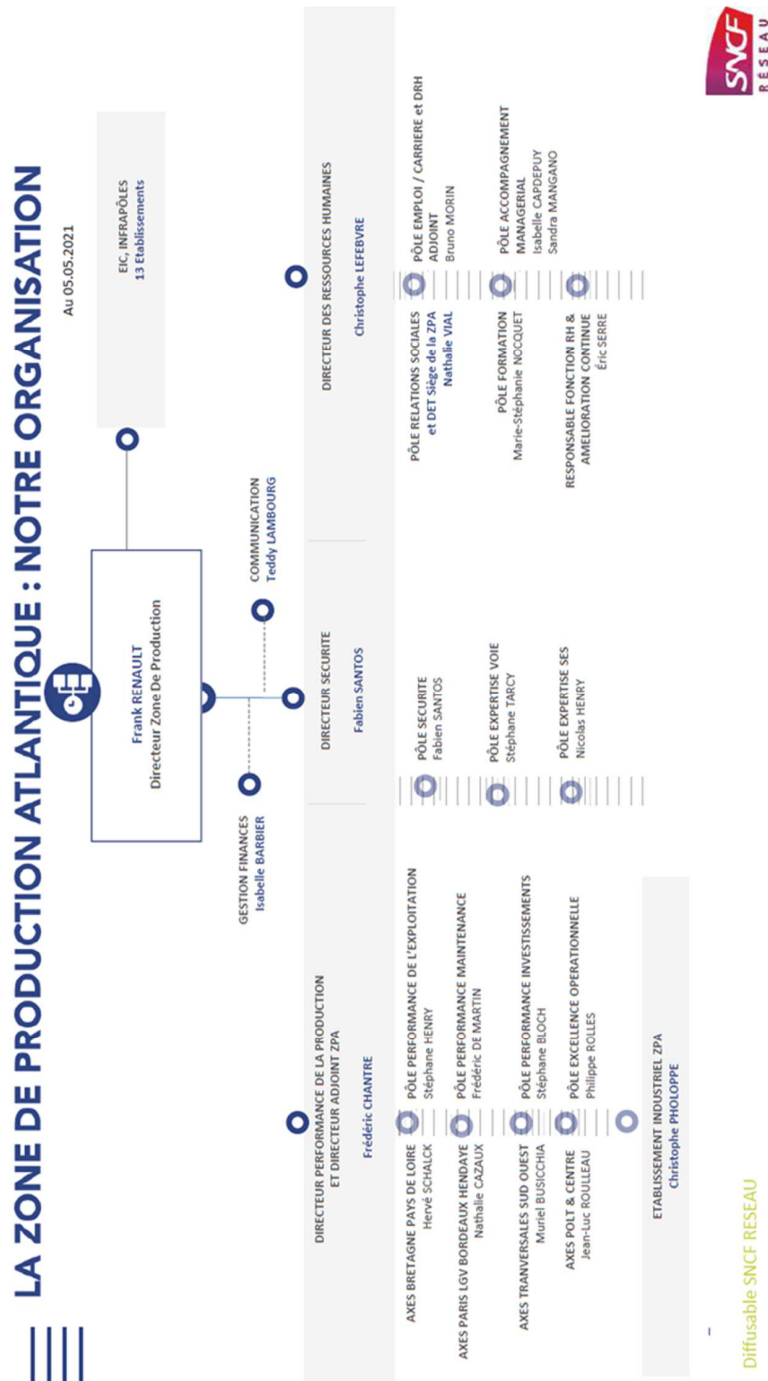 LA ZONE DE PRODUCTION ATLANTIQUE : NOTRE ORGANISATION
Au 05.05.2021
Frank RENAULT
Directeur Zone De Production
EIC, INFRAPÔLES
13 Etablissements
GESTION FINANCES
Isabelle BARBIER
COMMUNICATION
Teddy LAMBOURG
DIRECTEUR PERFORMANCE DE LA PRODUCTION
ET DIRECTEUR ADJOINT ZPA
Frédéric CHANTRE
DIRECTEUR SECURITE
Fabien SANTOS
DIRECTEUR DES RESSOURCES HUMAINES
Christophe LEFEBVRE
AXES BRETAGNE PAYS DE LOIRE
Hervé SCHALCK
PÔLE PERFORMANCE DE L'EXPLOITATION
Stéphane HENRY
AXES PARIS LGV BORDEAUX HENDAYE
Nathalie CAZAUX
PÔLE PERFORMANCE MAINTENANCE
Frédéric DE MARTIN
AXES TRANVERSALES SUD OUEST
Muriel BUSICCHIA
PÔLE PERFORMANCE INVESTISSEMENTS
Stéphane BLOCH
AXES POLT & CENTRE
Jean-Luc ROULLEAU
PÔLE EXCELLENCE OPERATIONNELLE
Philippe ROLLES
ETABLISSEMENT INDUSTRIEL ZPA
Christophe PHOLOPPE
PÔLE SECURITE
Fabien SANTOS
PÔLE EXPERTISE VOIE
Stéphane TARCY
PÔLE EXPERTISE SES
Nicolas HENRY
PÔLE RELATIONS SOCIALES
et DET Siège de la ZPA
Nathalie VIAL
PÔLE EMPLOI / CARRIERE et DRH
ADJOINT
Bruno MORIN
PÔLE FORMATION
Marie-Stéphanie NOCQUET
PÔLE ACCOMPAGNEMENT
MANAGERIAL
Isabelle CAPDEPUY
Sandra MANGANO
RESPONSABLE FONCTION RH &
AMELIORATION CONTINUE
Éric SERRE
Diffusable SNCF RESEAU
SNCF
RÉSEAU